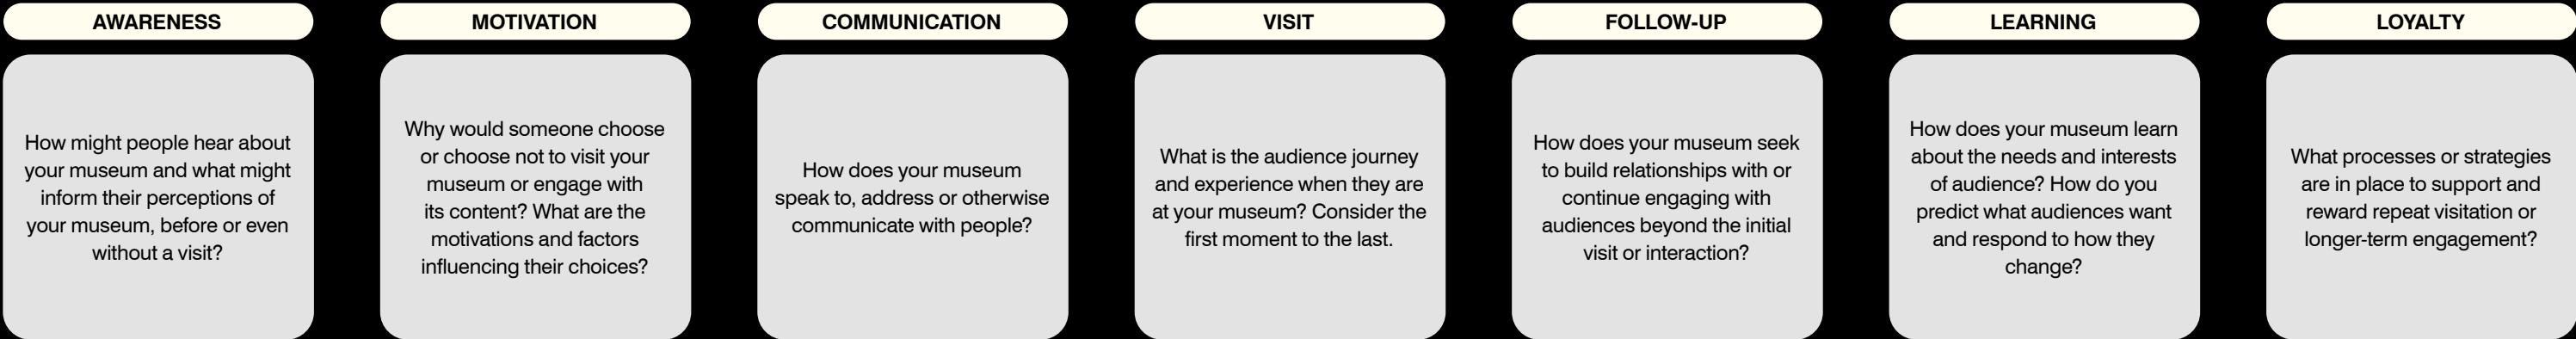 AWARENESS
How might people hear about
your museum and what might
inform their perceptions of
your museum, before or even
without a visit?
MOTIVATION
Why would someone choose
or choose not to visit your
museum or engage with
its content? What are the
motivations and factors
influencing their choices?
COMMUNICATION
How does your museum
speak to, address or otherwise
communicate with people?
VISIT
What is the audience journey
and experience when they are
at your museum? Consider the
first moment to the last.
FOLLOW-UP
How does your museum seek
to build relationships with or
continue engaging with
audiences beyond the initial
visit or interaction?
LEARNING
How does your museum learn
about the needs and interests
of audience? How do you
predict what audiences want
and respond to how they
change?
LOYALTY
What processes or strategies
are in place to support and
reward repeat visitation or
longer-term engagement?